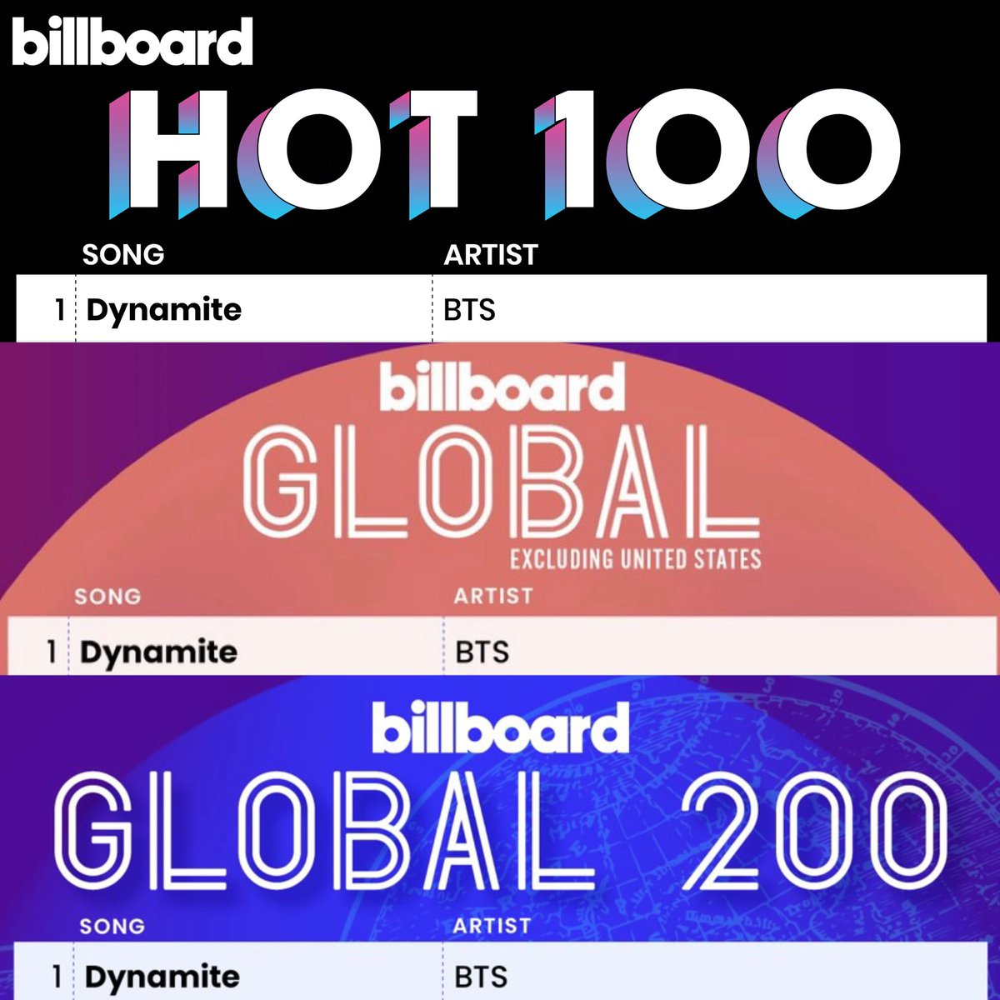 billboard
HOT 100
SONG ARTIST
1 Dynamite BTS
billboard
GLOBAL
EXCLUDING UNITED STATES
SONG ARTIST
1 Dynamite BTS
billboard
GLOBAL 200
SONG ARTIST
1 Dynamite BTS